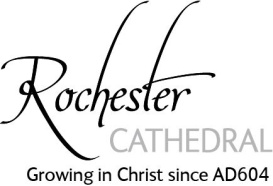 Rochester
CATHEDRAL
Growing in Christ since AD604